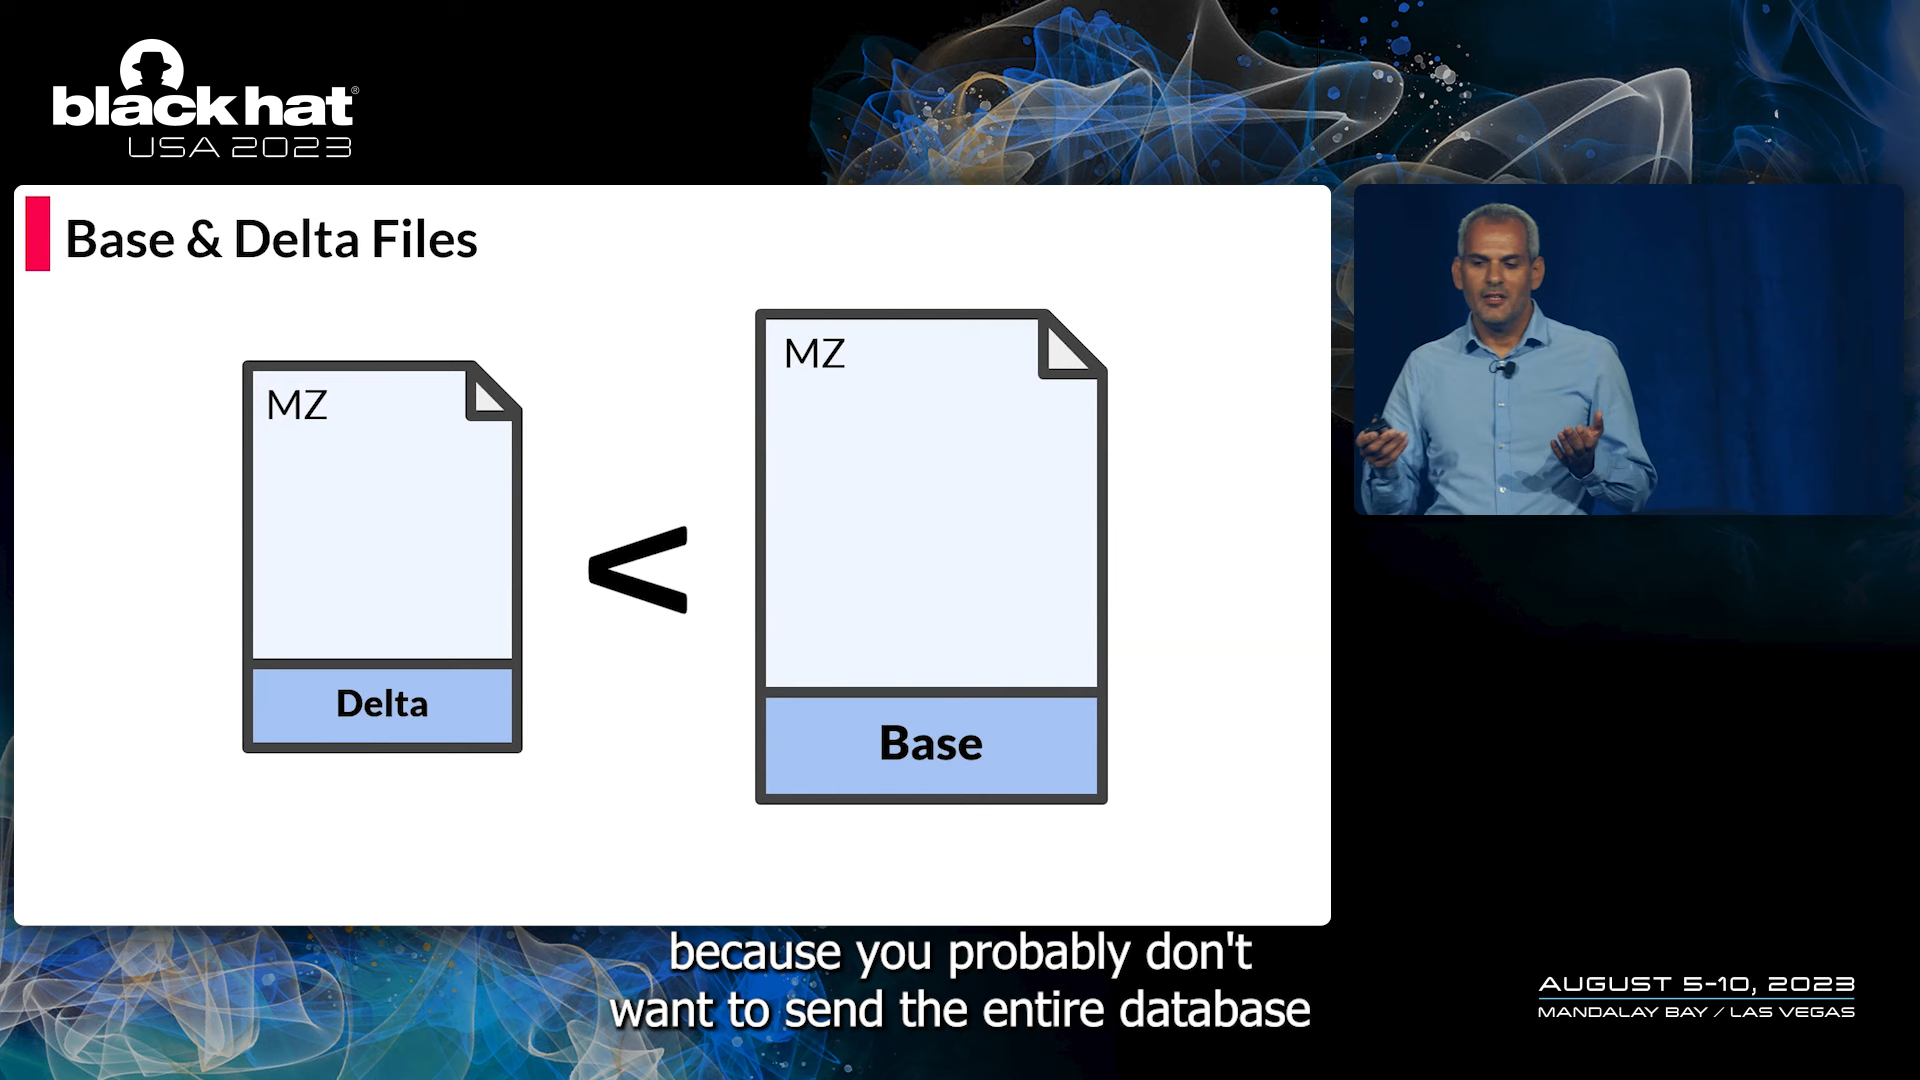 black hat®
USA 2023
Base & Delta Files
MZ
MZ
<
Delta
Base
because you probably don't
want to send the entire database
AUGUST 5-10, 2023
MANDALAY BAY / LAS VEGAS